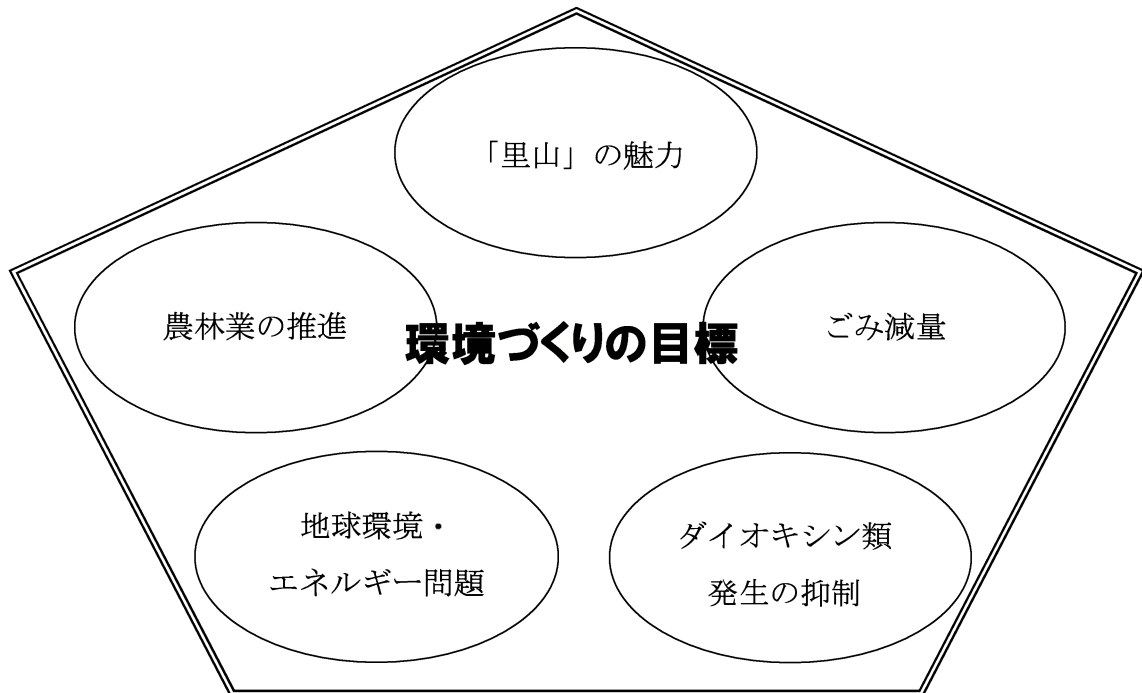 「里山」の魅力
農林業の推進
環境づくりの目標
ごみ減量
地球環境・
エネルギー問題
ダイオキシン類
発生の抑制